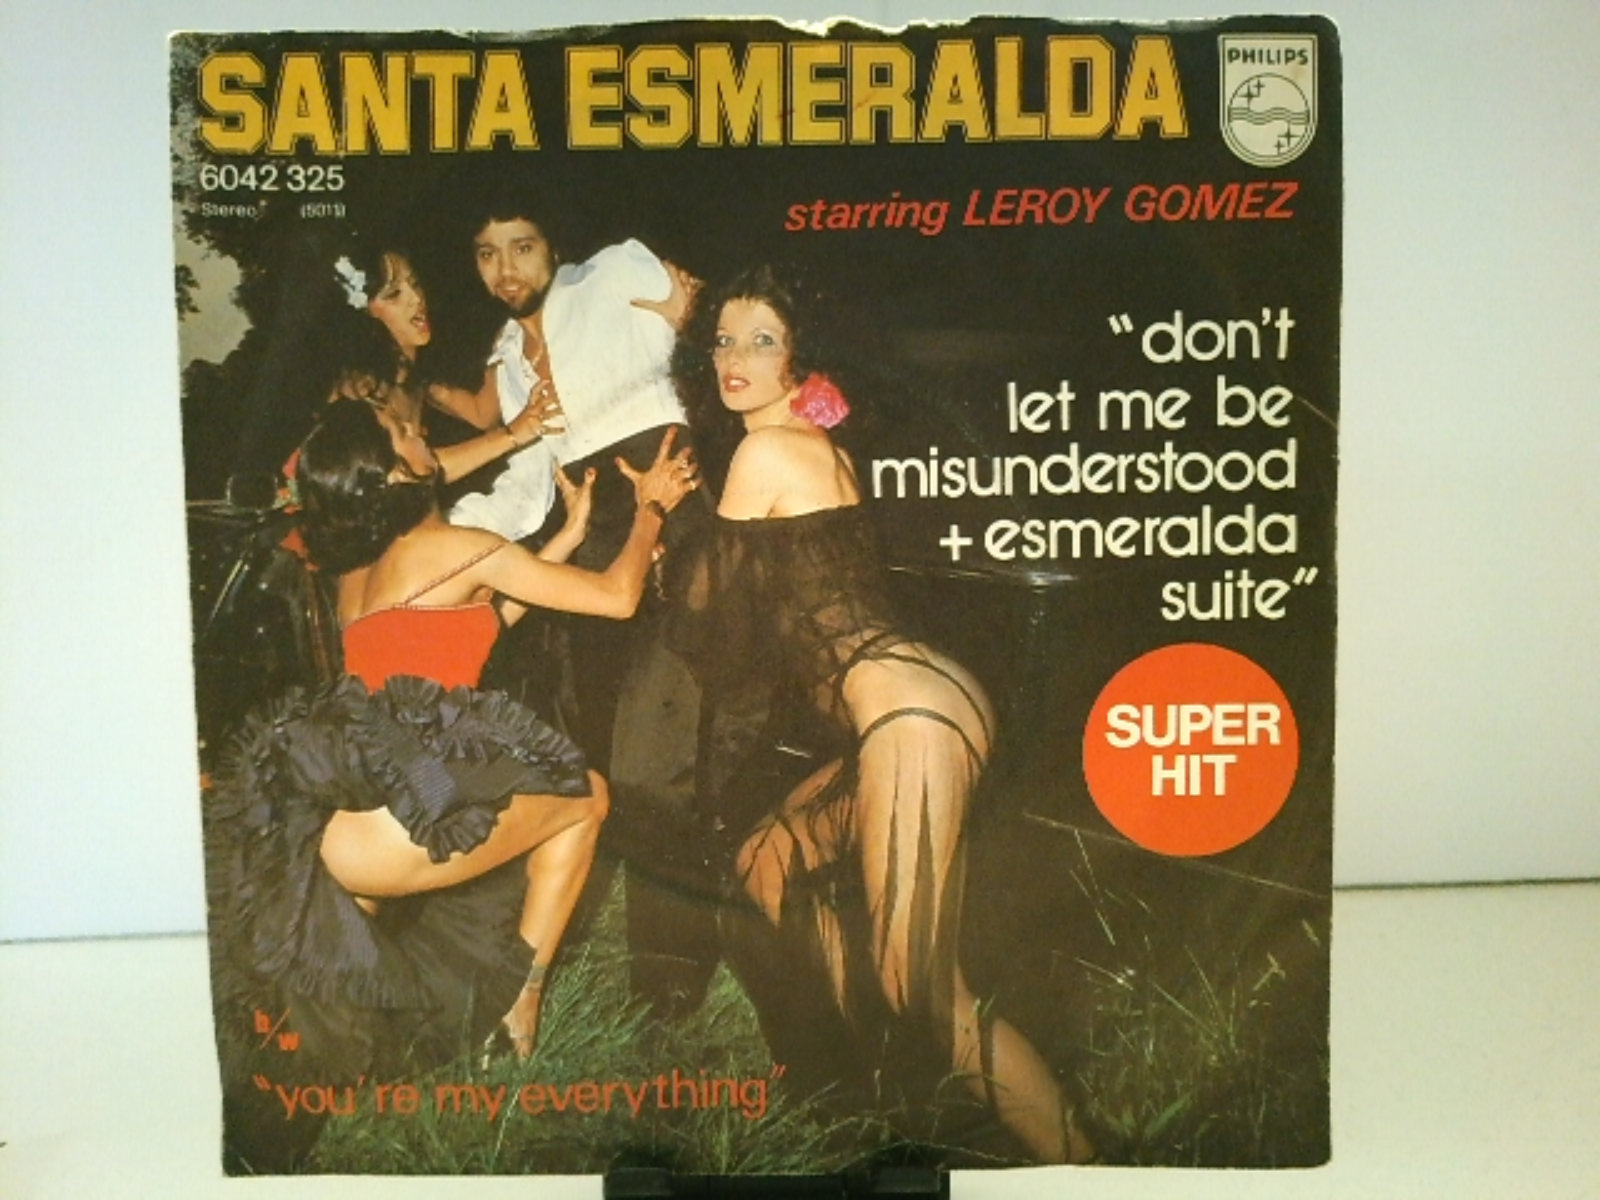 SANTA ESMERALDA
PHILIPS
6042 325
Stereo
starring LEROY GOMEZ
"don't
let me be
misunderstood
+ esmeralda
suite"
SUPER
HIT
b/w
"you're my everything"